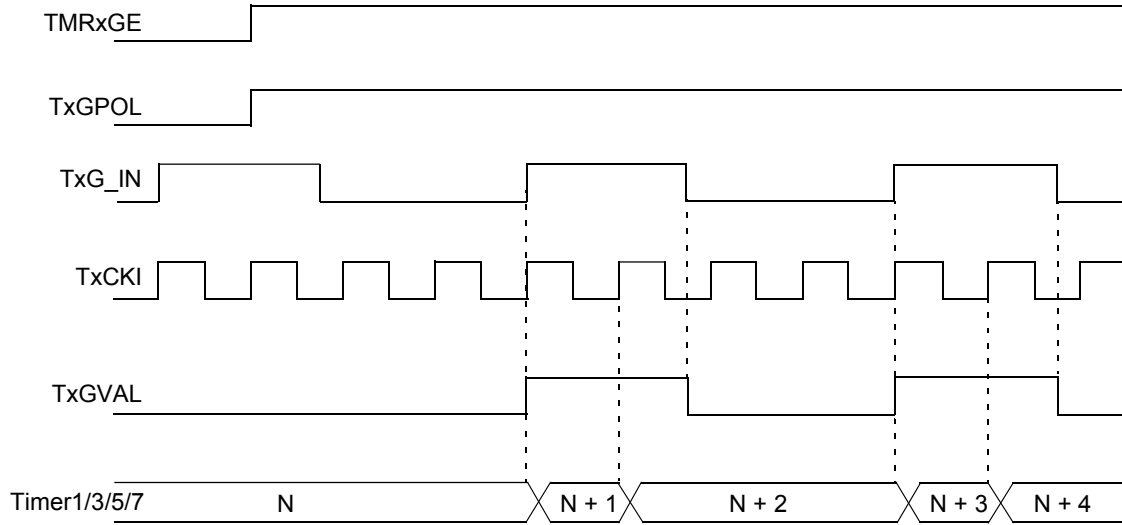 TMRxGE
TxGPOL
TxG_IN
TxCKI
TxGVAL
Timer1/3/5/7 N N + 1 N + 2 N + 3 N + 4